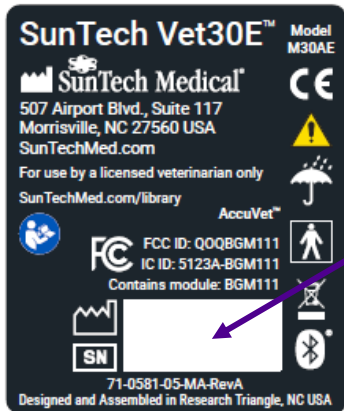 SunTech Vet30E™
Model
M30AE
SunTech Medical®
507 Airport Blvd., Suite 117
Morrisville, NC 27560 USA
SunTechMed.com
For use by a licensed veterinarian only
SunTechMed.com/library
AccuVet™
FCC ID: QOQBGM111
IC ID: 5123A-BGM111
Contains module: BGM111
SN
71-0581-05-MA-RevA
Designed and Assembled in Research Triangle, NC USA